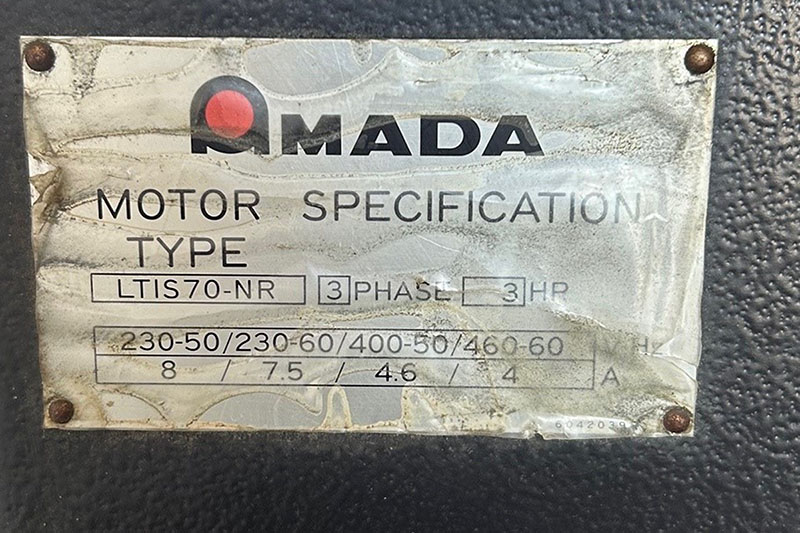 AMADA
MOTOR SPECIFICATION
TYPE
LTIS70-NR 3 PHASE 3 HP
230-50/230-60/400-50/460-60 Hz
8 / 7.5 / 4.6 / 4 A
6042039